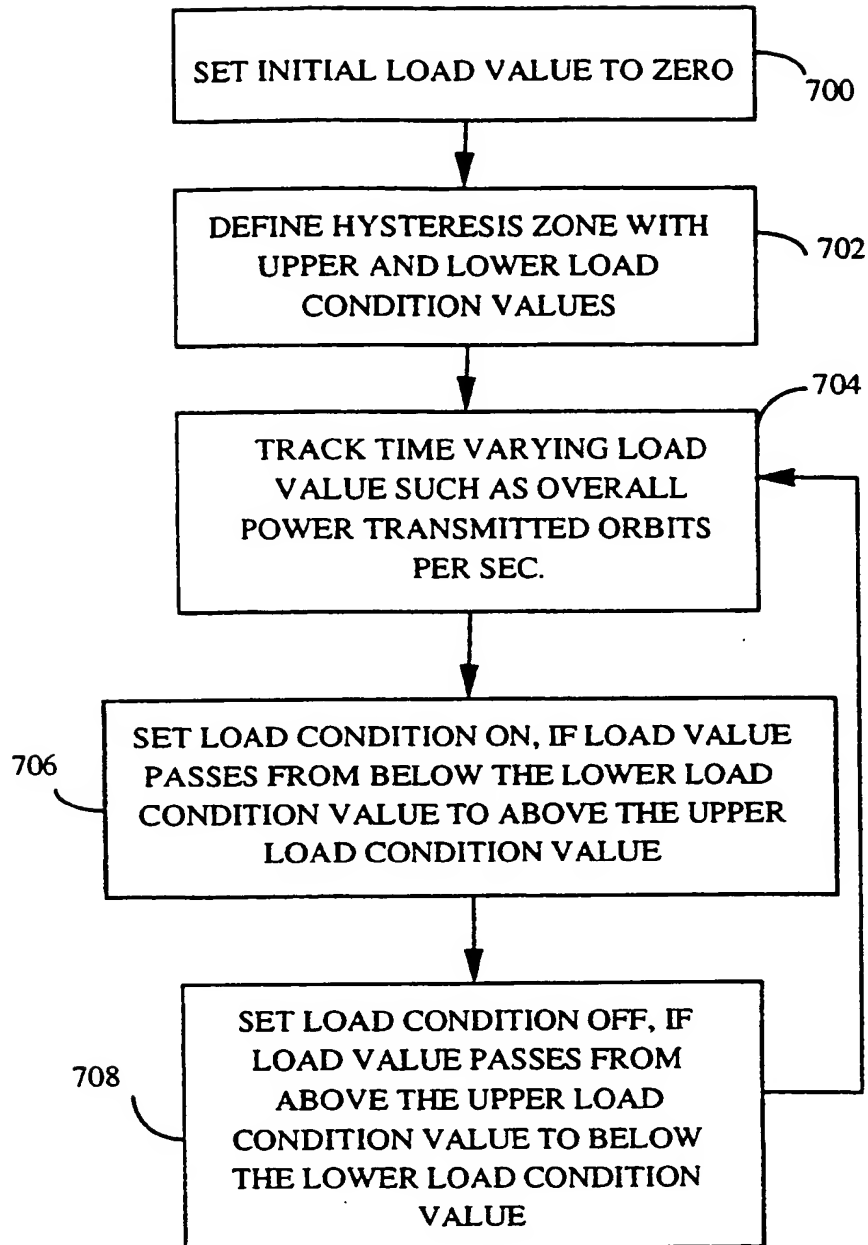 SET INITIAL LOAD VALUE TO ZERO
700
DEFINE HYSTERESIS ZONE WITH
UPPER AND LOWER LOAD
CONDITION VALUES
702
704
TRACK TIME VARYING LOAD
VALUE SUCH AS OVERALL
POWER TRANSMITTED ORBITS
PER SEC.
706
SET LOAD CONDITION ON, IF LOAD VALUE
PASSES FROM BELOW THE LOWER LOAD
CONDITION VALUE TO ABOVE THE UPPER
LOAD CONDITION VALUE
708
SET LOAD CONDITION OFF, IF
LOAD VALUE PASSES FROM
ABOVE THE UPPER LOAD
CONDITION VALUE TO BELOW
THE LOWER LOAD CONDITION
VALUE